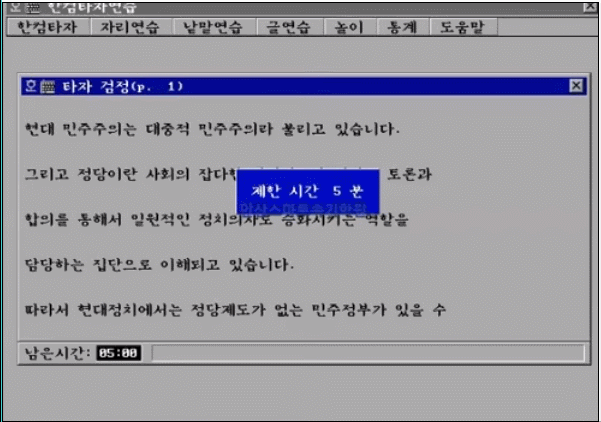 한컴타자연습
한컴타자 자리연습 낱말연습 글연습 놀이 통계 도움말
타자 검정(p. 1)
현대 민주주의는 대중적 민주주의라 불리고 있습니다.
그리고 정당이란 사회의 잡다한 토론과
제한 시간 5 분
합의를 통해서 일원적인 정치의사로 승화시키는 역할을
담당하는 집단으로 이해되고 있습니다.
따라서 현대정치에서는 정당제도가 없는 민주정부가 있을 수
남은시간: 05:00